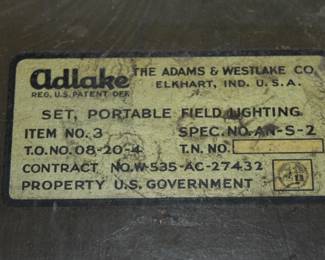 Adlake THE ADAMS & WESTLAKE CO.
REG. U.S. PATENT OFF. ELKHART, IND. U.S.A.
SET, PORTABLE FIELD LIGHTING
ITEM NO. 3 SPEC. NO. AN-S-2
T.O. NO. 08-20-4 T.N. NO.
CONTRACT NO. W-535-AC-27432
PROPERTY U.S. GOVERNMENT